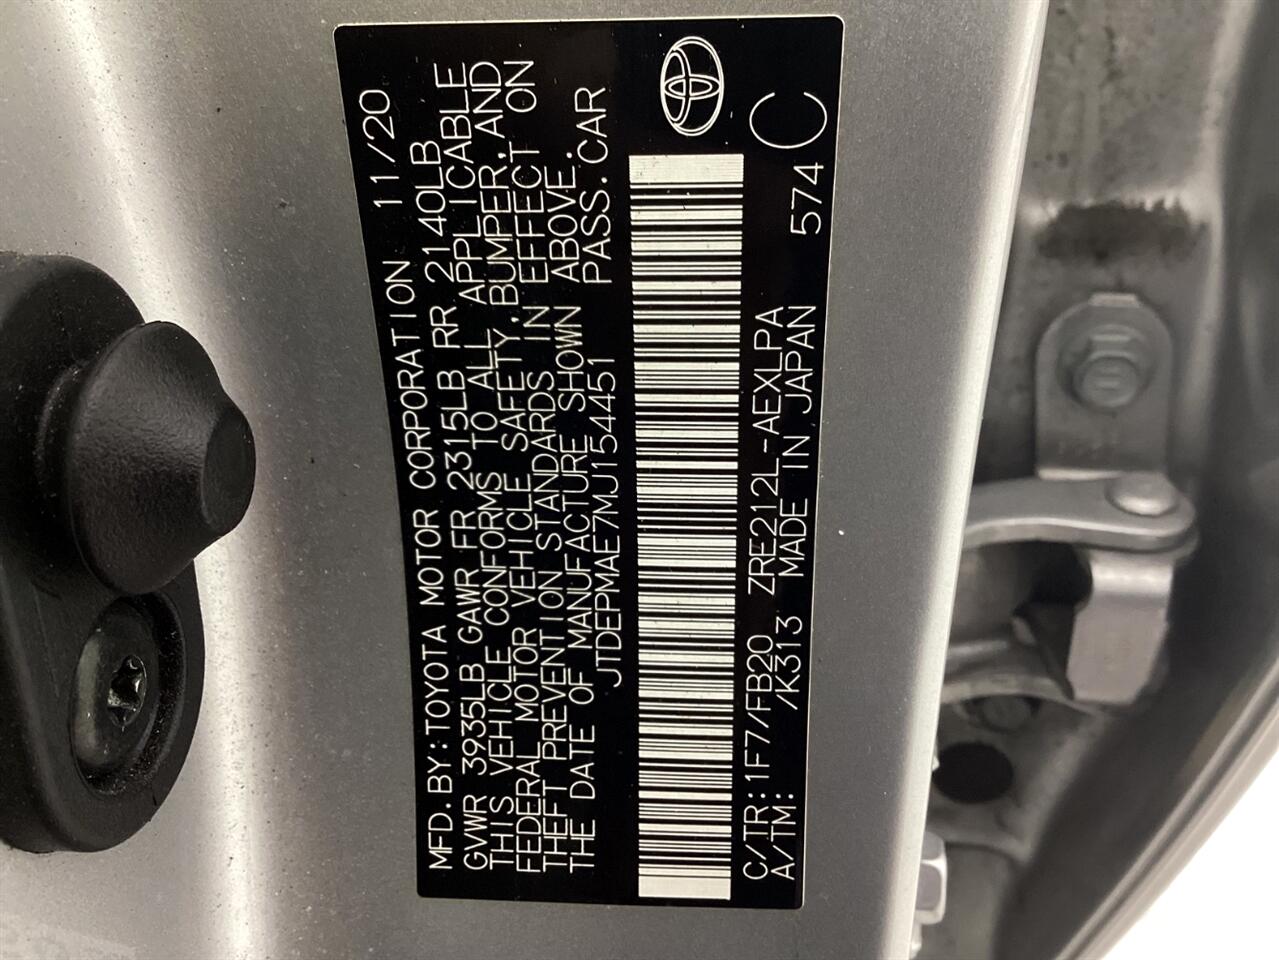 MFD.BY:TOYOTA MOTOR CORPORATION 11/20
GVWR 3935LB GAWR FR 2315LB RR 2140LB
THIS VEHICLE CONFORMS TO ALL APPLICABLE
FEDERAL MOTOR VEHICLE SAFETY,BUMPER,AND
THEFT PREVENTION STANDARDS IN EFFECT ON
THE DATE OF MANUFACTURE SHOWN ABOVE.
JTDEPMAE7MJ154451 PASS.CAR
C/TR:1F7/FB20 ZRE212L-AEXLPA 574
A/TM: /K313 MADE IN JAPAN C